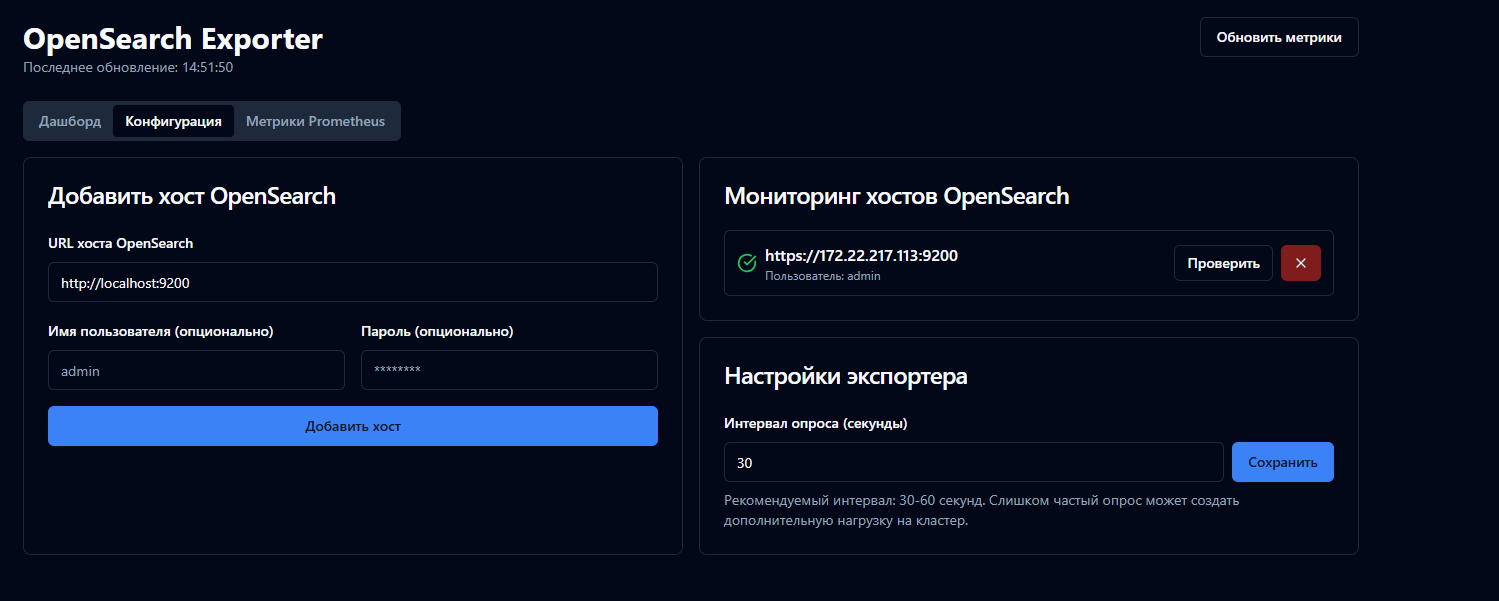 OpenSearch Exporter
Последнее обновление: 14:51:50
Обновить метрики
Дашборд
Конфигурация
Метрики Prometheus
Добавить хост OpenSearch
URL хоста OpenSearch
http://localhost:9200
Имя пользователя (опционально)
Пароль (опционально)
admin
********
Добавить хост
Мониторинг хостов OpenSearch
https://172.22.217.113:9200
Пользователь: admin
Проверить
Настройки экспортера
Интервал опроса (секунды)
30
Сохранить
Рекомендуемый интервал: 30-60 секунд. Слишком частый опрос может создать
дополнительную нагрузку на кластер.